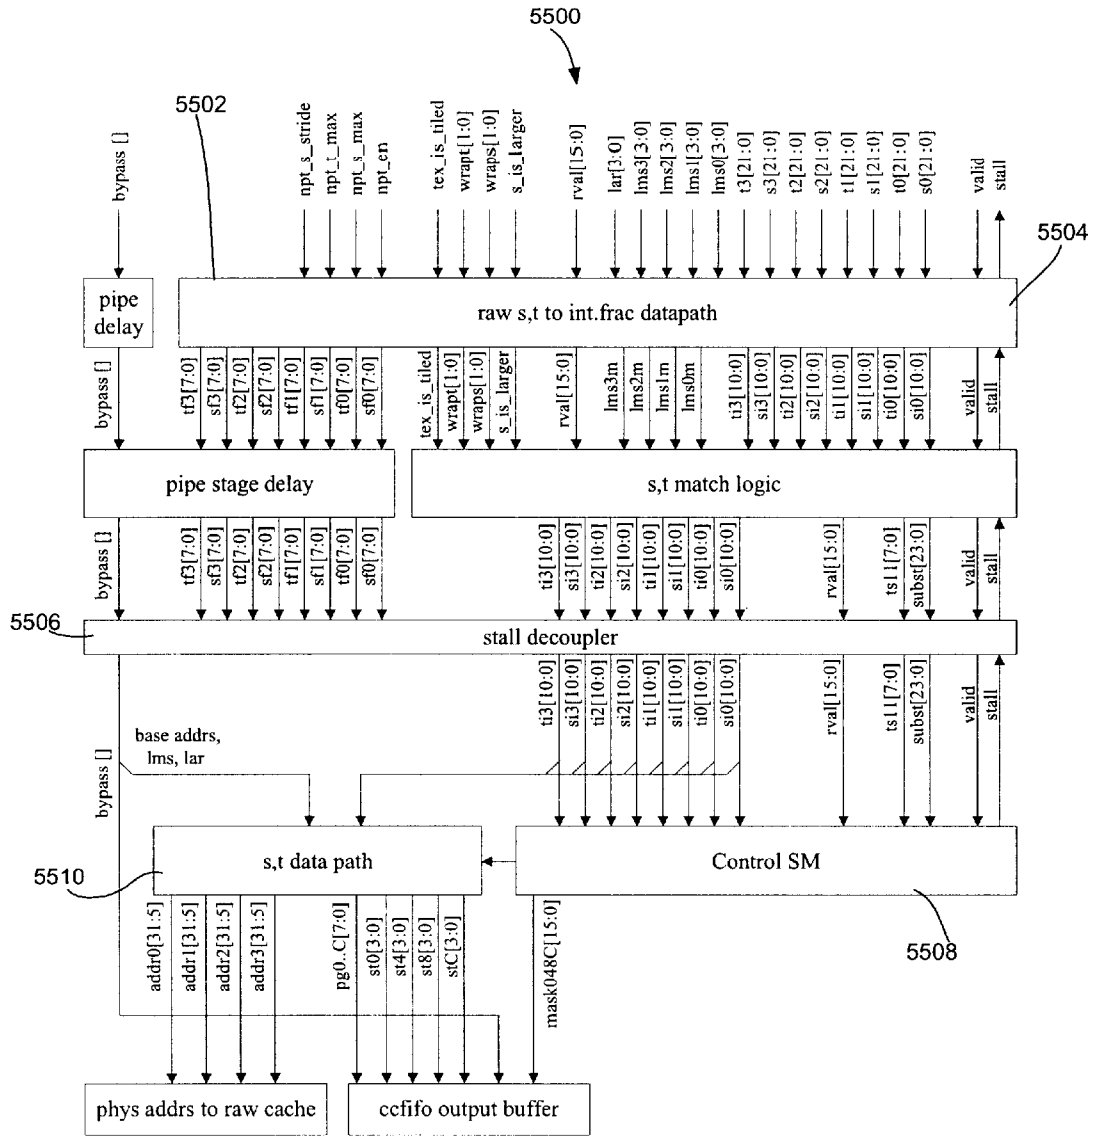 5500
5502
bypass []
npt_s_stride
npt_t_max
npt_s_max
npt_en
tex_is_tiled
wrapt[1:0]
wraps[1:0]
s_is_larger
rval[15:0]
lar[3:0]
lms3[3:0]
lms2[3:0]
lms1[3:0]
lms0[3:0]
t3[21:0]
s3[21:0]
t2[21:0]
s2[21:0]
t1[21:0]
s1[21:0]
t0[21:0]
s0[21:0]
valid
stall
5504
pipe
delay
raw s,t to int.frac datapath
bypass []
tf3[7:0]
sf3[7:0]
tf2[7:0]
sf2[7:0]
tf1[7:0]
sf1[7:0]
tf0[7:0]
sf0[7:0]
tex_is_tiled
wrapt[1:0]
wraps[1:0]
s_is_larger
rval[15:0]
lms3m
lms2m
lms1m
lms0m
ti3[10:0]
si3[10:0]
ti2[10:0]
si2[10:0]
ti1[10:0]
si1[10:0]
ti0[10:0]
si0[10:0]
valid
stall
pipe stage delay
s,t match logic
bypass []
tf3[7:0]
sf3[7:0]
tf2[7:0]
sf2[7:0]
tf1[7:0]
sf1[7:0]
tf0[7:0]
sf0[7:0]
ti3[10:0]
si3[10:0]
ti2[10:0]
si2[10:0]
ti1[10:0]
si1[10:0]
ti0[10:0]
si0[10:0]
rval[15:0]
ts11[7:0]
subst[23:0]
valid
stall
5506
stall decoupler
bypass []
base addrs,
lms, lar
ti3[10:0]
si3[10:0]
ti2[10:0]
si2[10:0]
ti1[10:0]
si1[10:0]
ti0[10:0]
si0[10:0]
rval[15:0]
ts11[7:0]
subst[23:0]
valid
stall
s,t data path
Control SM
5510
5508
addr0[31:5]
addr1[31:5]
addr2[31:5]
addr3[31:5]
pg0..C[7:0]
st0[3:0]
st4[3:0]
st8[3:0]
stC[3:0]
mask048C[15:0]
phys addrs to raw cache
ccfifo output buffer